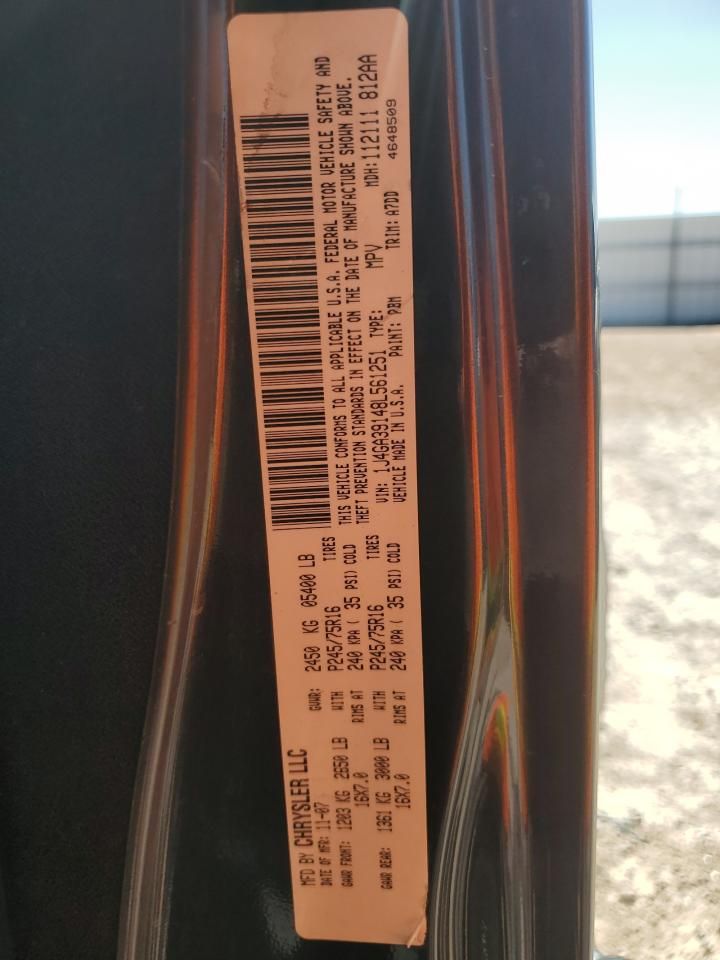 MFD BY CHRYSLER LLC
DATE OF MFR: 11-07 GVWR: 2450 KG 05400 LB
GAWR FRONT: 1203 KG 2650 LB WITH P245/75R16 TIRES
16X7.0 RIMS AT 240 KPA ( 35 PSI) COLD
GAWR REAR: 1361 KG 3000 LB WITH P245/75R16 TIRES
16X7.0 RIMS AT 240 KPA ( 35 PSI) COLD
THIS VEHICLE CONFORMS TO ALL APPLICABLE U.S.A. FEDERAL MOTOR VEHICLE SAFETY AND
THEFT PREVENTION STANDARDS IN EFFECT ON THE DATE OF MANUFACTURE SHOWN ABOVE.
VIN: 1J4GA39148L561251 TYPE: MPV MDH: 112111 812AA
VEHICLE MADE IN U.S.A. PAINT: PBM TRIM: A7DD 4648509